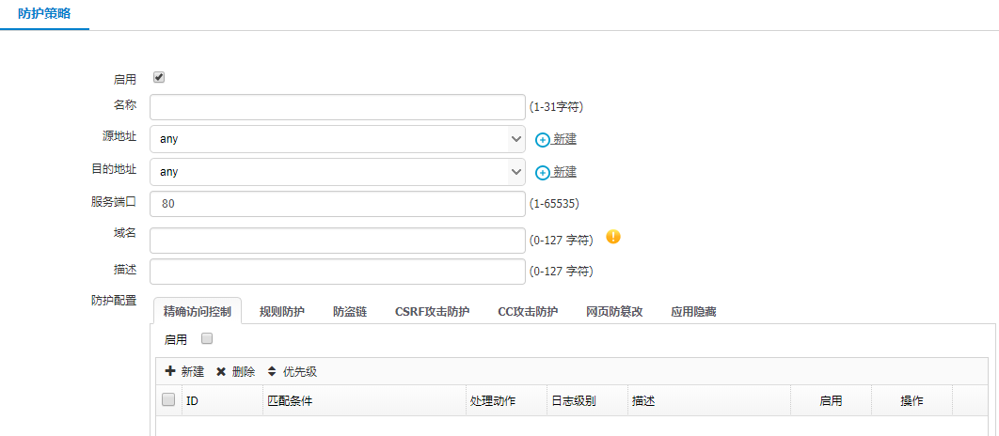 防护策略
启用
名称 (1-31字符)
源地址 any 新建
目的地址 any 新建
服务端口 80 (1-65535)
域名 (0-127 字符)
描述 (0-127 字符)
防护配置 精确访问控制 规则防护 防盗链 CSRF攻击防护 CC攻击防护 网页防篡改 应用隐藏
启用
新建 删除 优先级
ID 匹配条件 处理动作 日志级别 描述 启用 操作